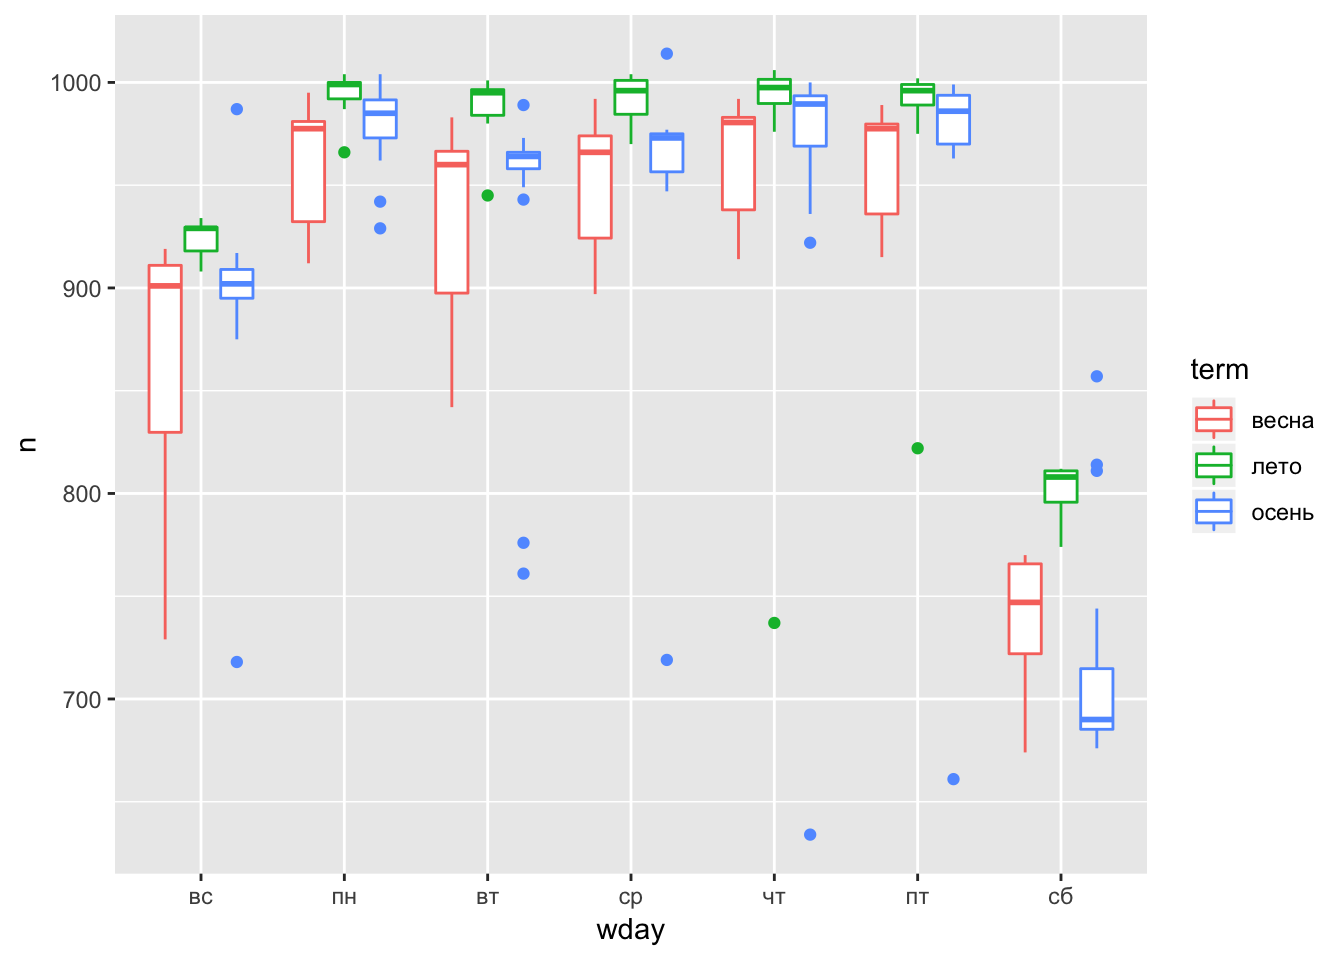 1000
900
800
700
n
вс пн вт ср чт пт сб
wday
term
весна
лето
осень